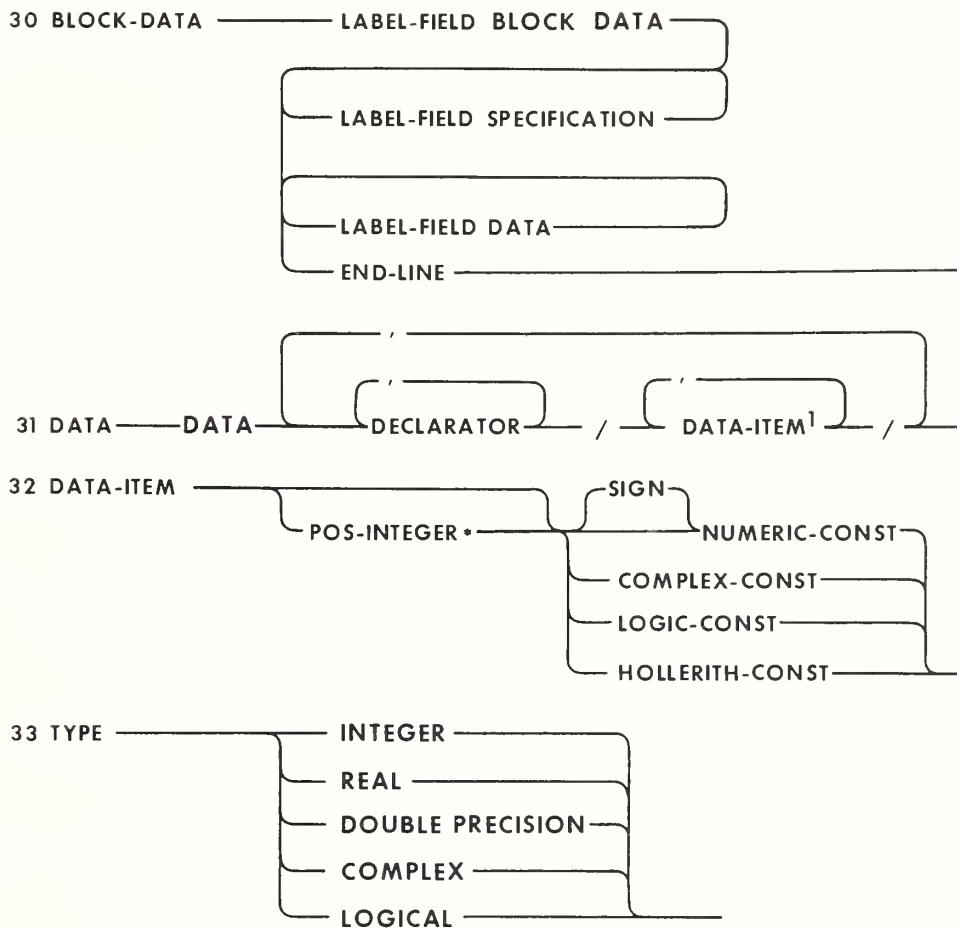 30 BLOCK-DATA LABEL-FIELD BLOCK DATA
LABEL-FIELD SPECIFICATION
LABEL-FIELD DATA
END-LINE
,
, ,
31 DATA DATA DECLARATOR / DATA-ITEM1 /
32 DATA-ITEM SIGN
POS-INTEGER* NUMERIC-CONST
COMPLEX-CONST
LOGIC-CONST
HOLLERITH-CONST
33 TYPE INTEGER
REAL
DOUBLE PRECISION
COMPLEX
LOGICAL